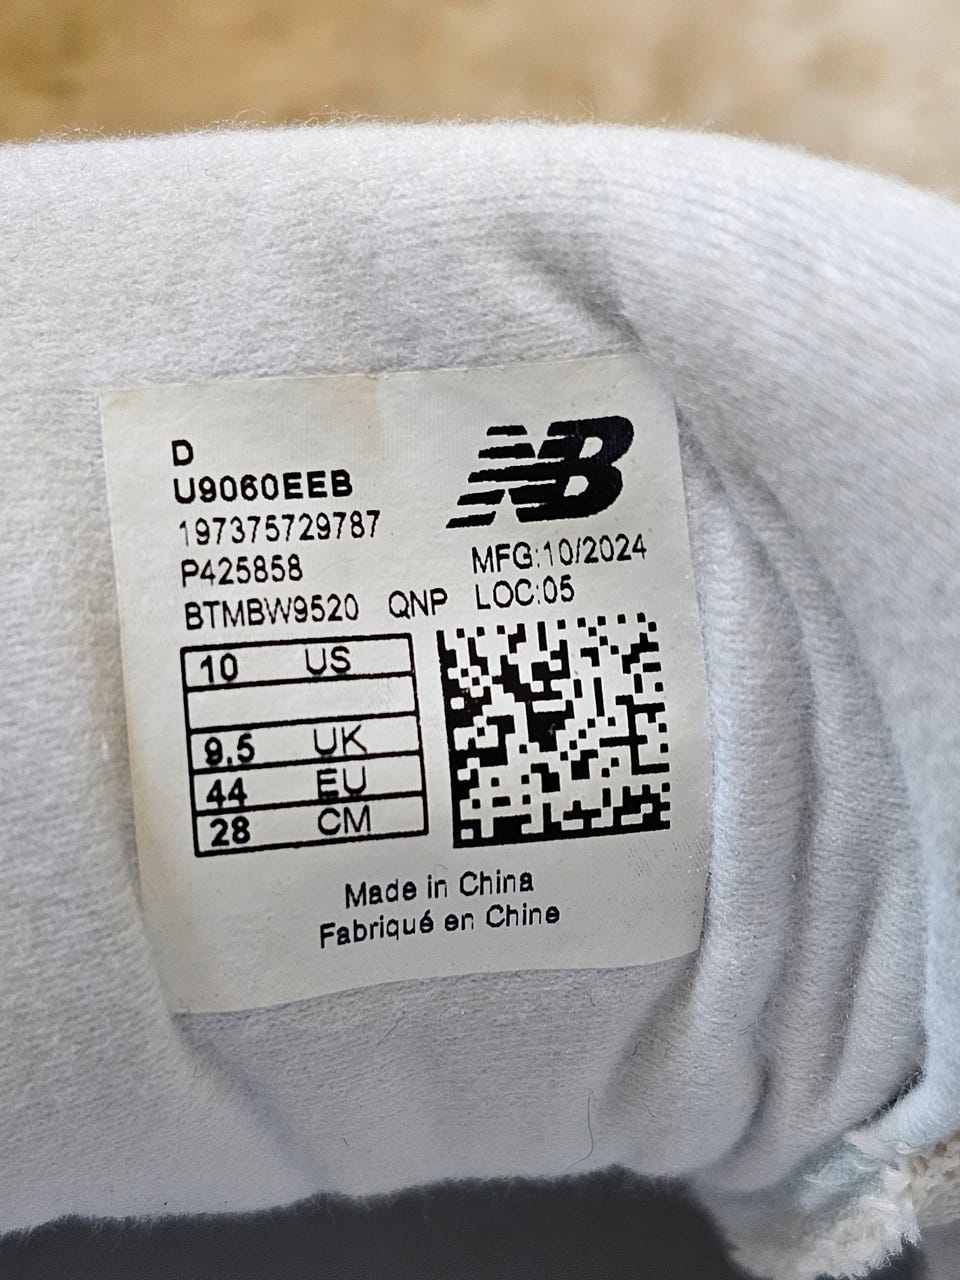 D
U9060EEB
NB
197375729787
MFG:10/2024
P425858
LOC:05
BTMBW9520 QNP
10 US
9.5 UK
44 EU
28 CM
Made in China
Fabriqué en Chine